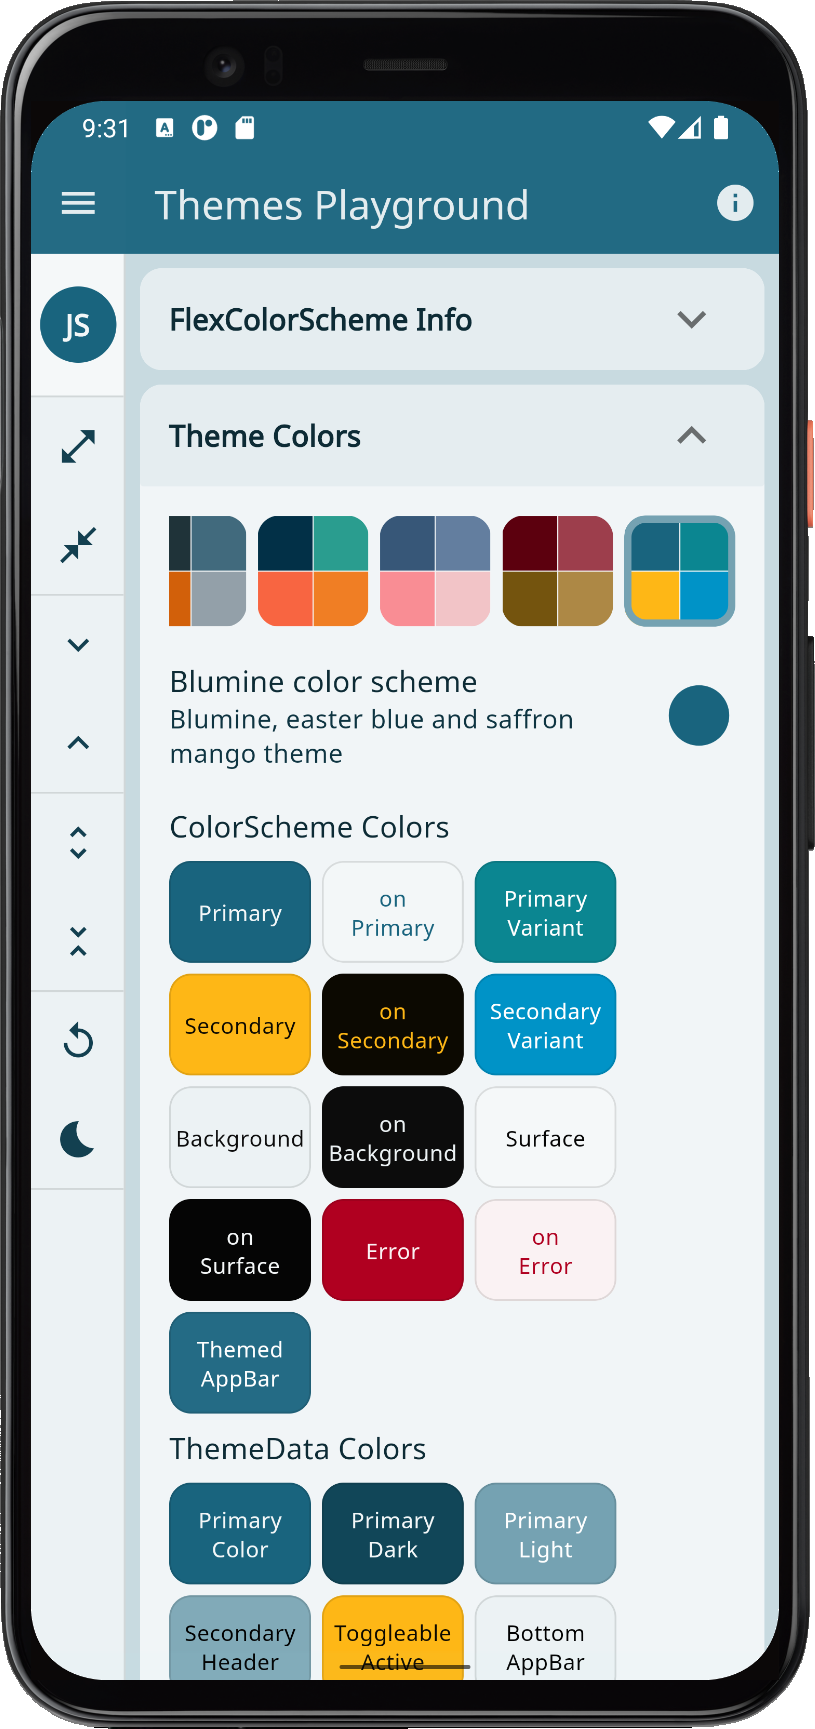 9:31
A
Themes Playground
JS
FlexColorScheme Info
Theme Colors
Blumine color scheme
Blumine, easter blue and saffron
mango theme
ColorScheme Colors
Primary
on
Primary
Primary
Variant
Secondary
on
Secondary
Secondary
Variant
Background
on
Background
Surface
on
Surface
Error
on
Error
Themed
AppBar
ThemeData Colors
Primary
Color
Primary
Dark
Primary
Light
Secondary
Header
Toggleable
Active
Bottom
AppBar